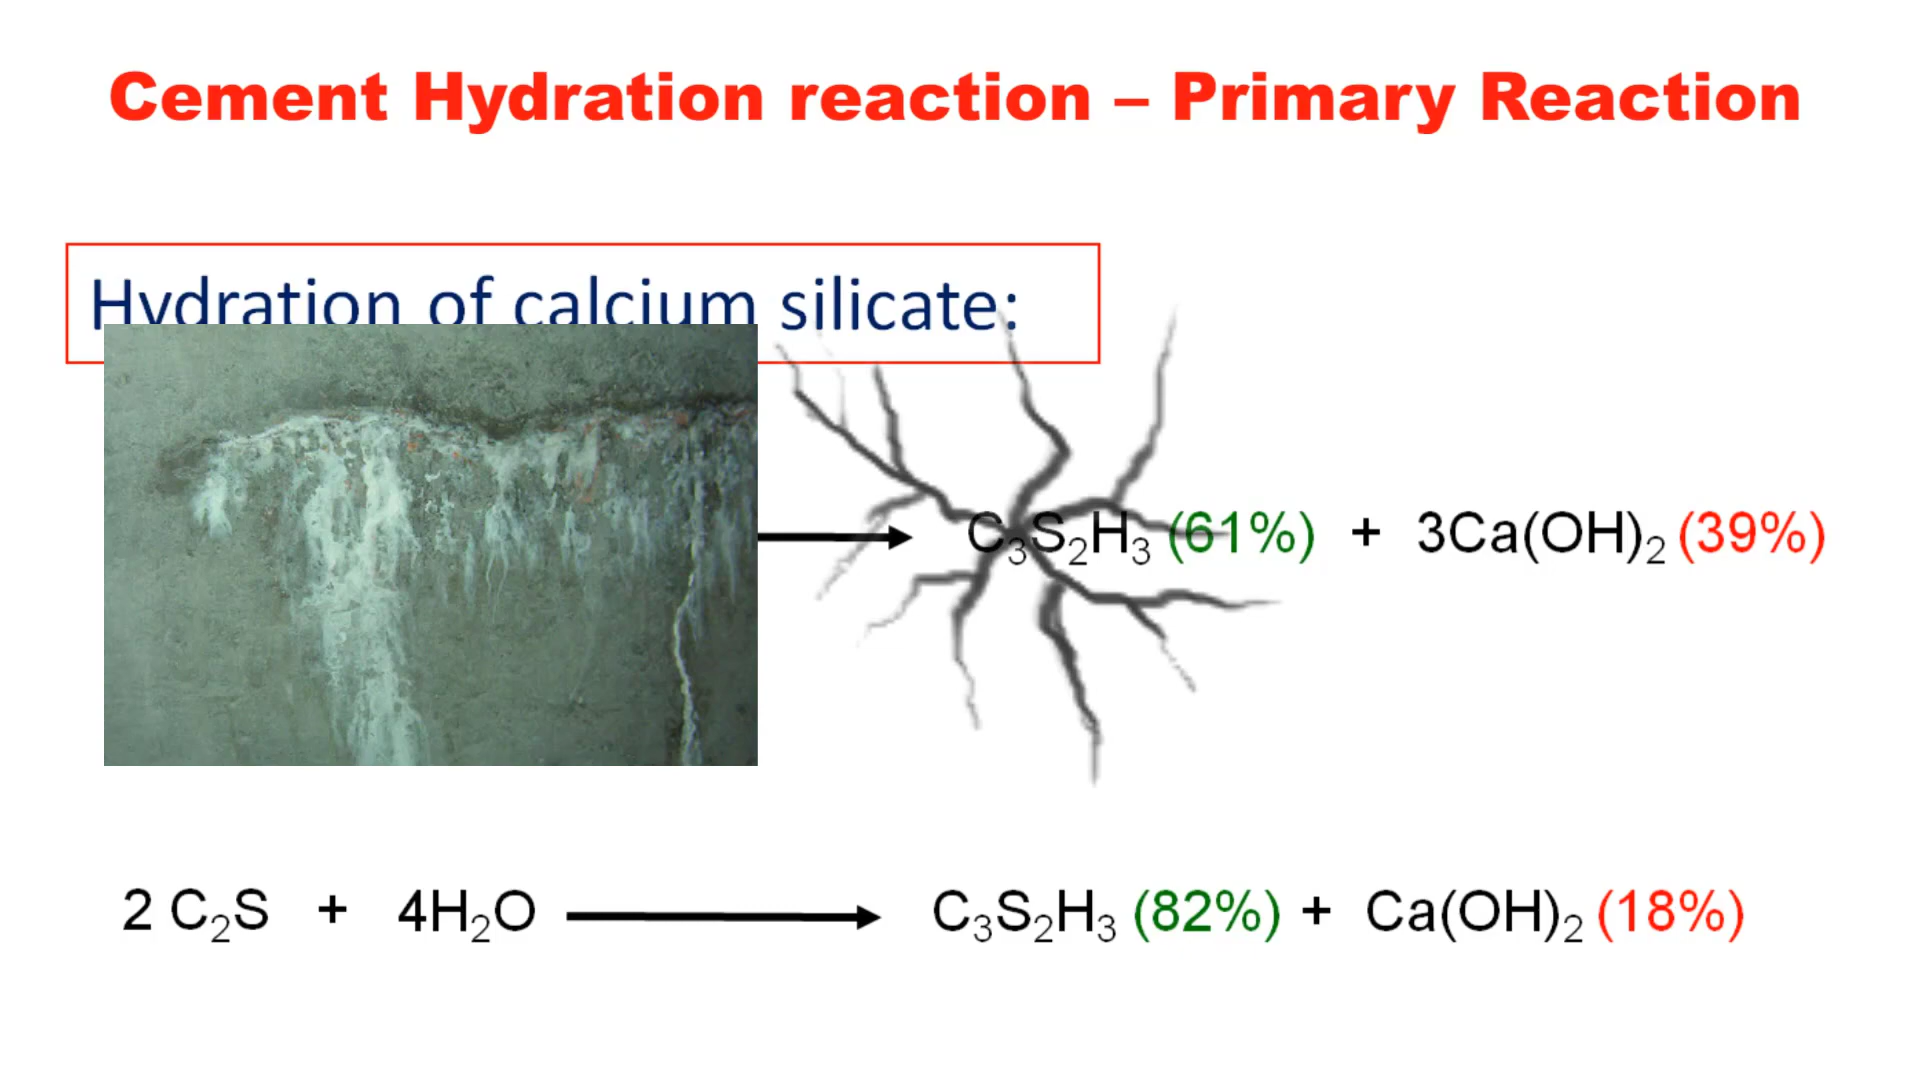 Cement Hydration reaction – Primary Reaction
Hydration of calcium silicate:
C₃S₂H₃ (61%) + 3Ca(OH)₂ (39%)
2 C₂S + 4H₂O → C₃S₂H₃ (82%) + Ca(OH)₂ (18%)